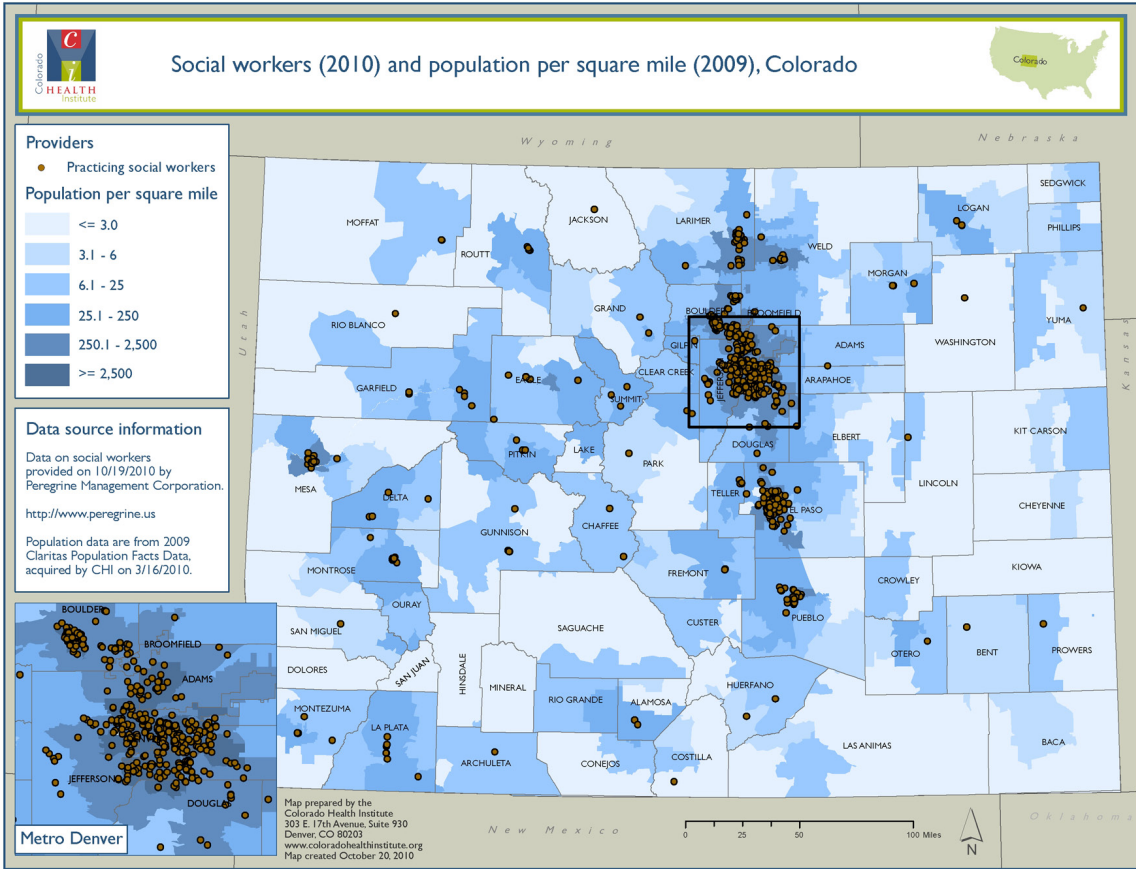 Colorado
C
i
HEALTH
Institute
Social workers (2010) and population per square mile (2009), Colorado
Colorado
Providers
Practicing social workers
Population per square mile
<= 3.0
3.1 - 6
6.1 - 25
25.1 - 250
250.1 - 2,500
>= 2,500
Data source information
Data on social workers
provided on 10/19/2010 by
Peregrine Management Corporation.
http://www.peregrine.us
Population data are from 2009
Claritas Population Facts Data,
acquired by CHI on 3/16/2010.
Wyoming
Nebraska
Utah
Kansas
New Mexico
Oklahoma
SEDGWICK
LOGAN
PHILLIPS
MOFFAT
JACKSON
LARIMER
WELD
ROUTT
MORGAN
GRAND
BOULDER
BROOMFIELD
YUMA
RIO BLANCO
WASHINGTON
ADAMS
CLEAR CREEK
ARAPAHOE
GARFIELD
EAGLE
SUMMIT
KIT CARSON
DOUGLAS
ELBERT
PITKIN
LAKE
PARK
MESA
LINCOLN
TELLER
DELTA
CHEYENNE
EL PASO
CHAFFEE
GUNNISON
KIOWA
MONTROSE
FREMONT
CROWLEY
OURAY
PUEBLO
CUSTER
SAN MIGUEL
SAGUACHE
OTERO
BENT
PROWERS
DOLORES
SAN JUAN
HINSDALE
MINERAL
HUERFANO
RIO GRANDE
ALAMOSA
MONTEZUMA
LA PLATA
LAS ANIMAS
BACA
ARCHULETA
CONEJOS
COSTILLA
BOULDER
BROOMFIELD
ADAMS
JEFFERSON
DOUGLAS
Metro Denver
Map prepared by the
Colorado Health Institute
303 E. 17th Avenue, Suite 930
Denver, CO 80203
www.coloradohealthinstitute.org
Map created October 20, 2010
0 25 50 100 Miles
N